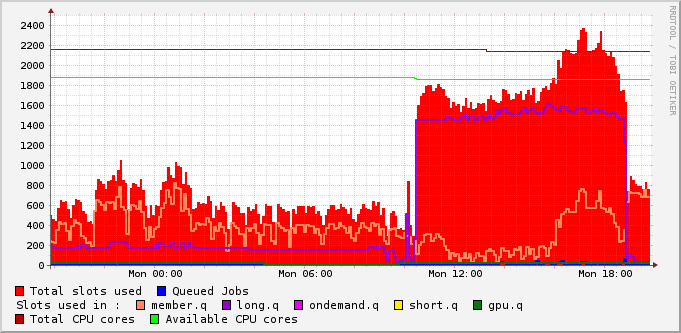 2400
2200
2000
1800
1600
1400
1200
1000
800
600
400
200
0
Mon 00:00 Mon 06:00 Mon 12:00 Mon 18:00
Total slots used Queued Jobs
Slots used in : member.q long.q ondemand.q short.q gpu.q
Total CPU cores Available CPU cores
RRDTOOL / TOBI OETIKER